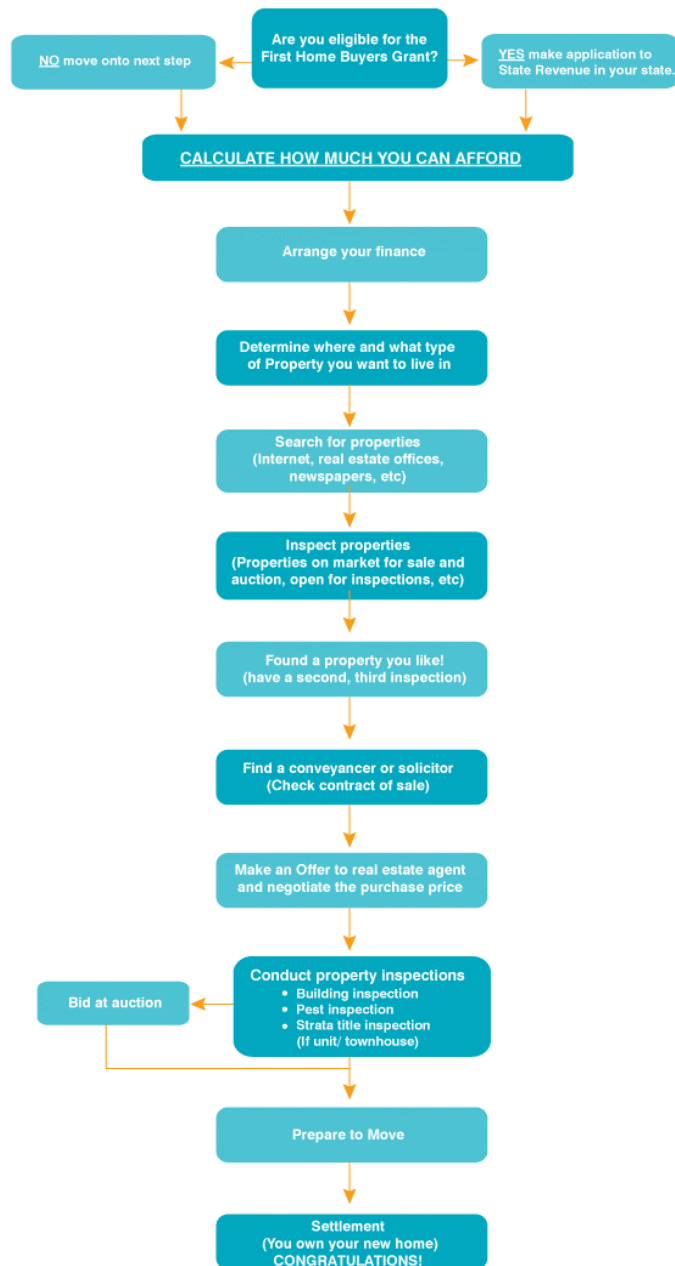 Are you eligible for the
First Home Buyers Grant?
NO move onto next step
YES make application to
State Revenue in your state.
CALCULATE HOW MUCH YOU CAN AFFORD
Arrange your finance
Determine where and what type
of Property you want to live in
Search for properties
(Internet, real estate offices,
newspapers, etc)
Inspect properties
(Properties on market for sale and
auction, open for inspections, etc)
Found a property you like!
(have a second, third inspection)
Find a conveyancer or solicitor
(Check contract of sale)
Make an Offer to real estate agent
and negotiate the purchase price
Conduct property inspections
• Building inspection
• Pest inspection
• Strata title inspection
(If unit/ townhouse)
Bid at auction
Prepare to Move
Settlement
(You own your new home)
CONGRATULATIONS!